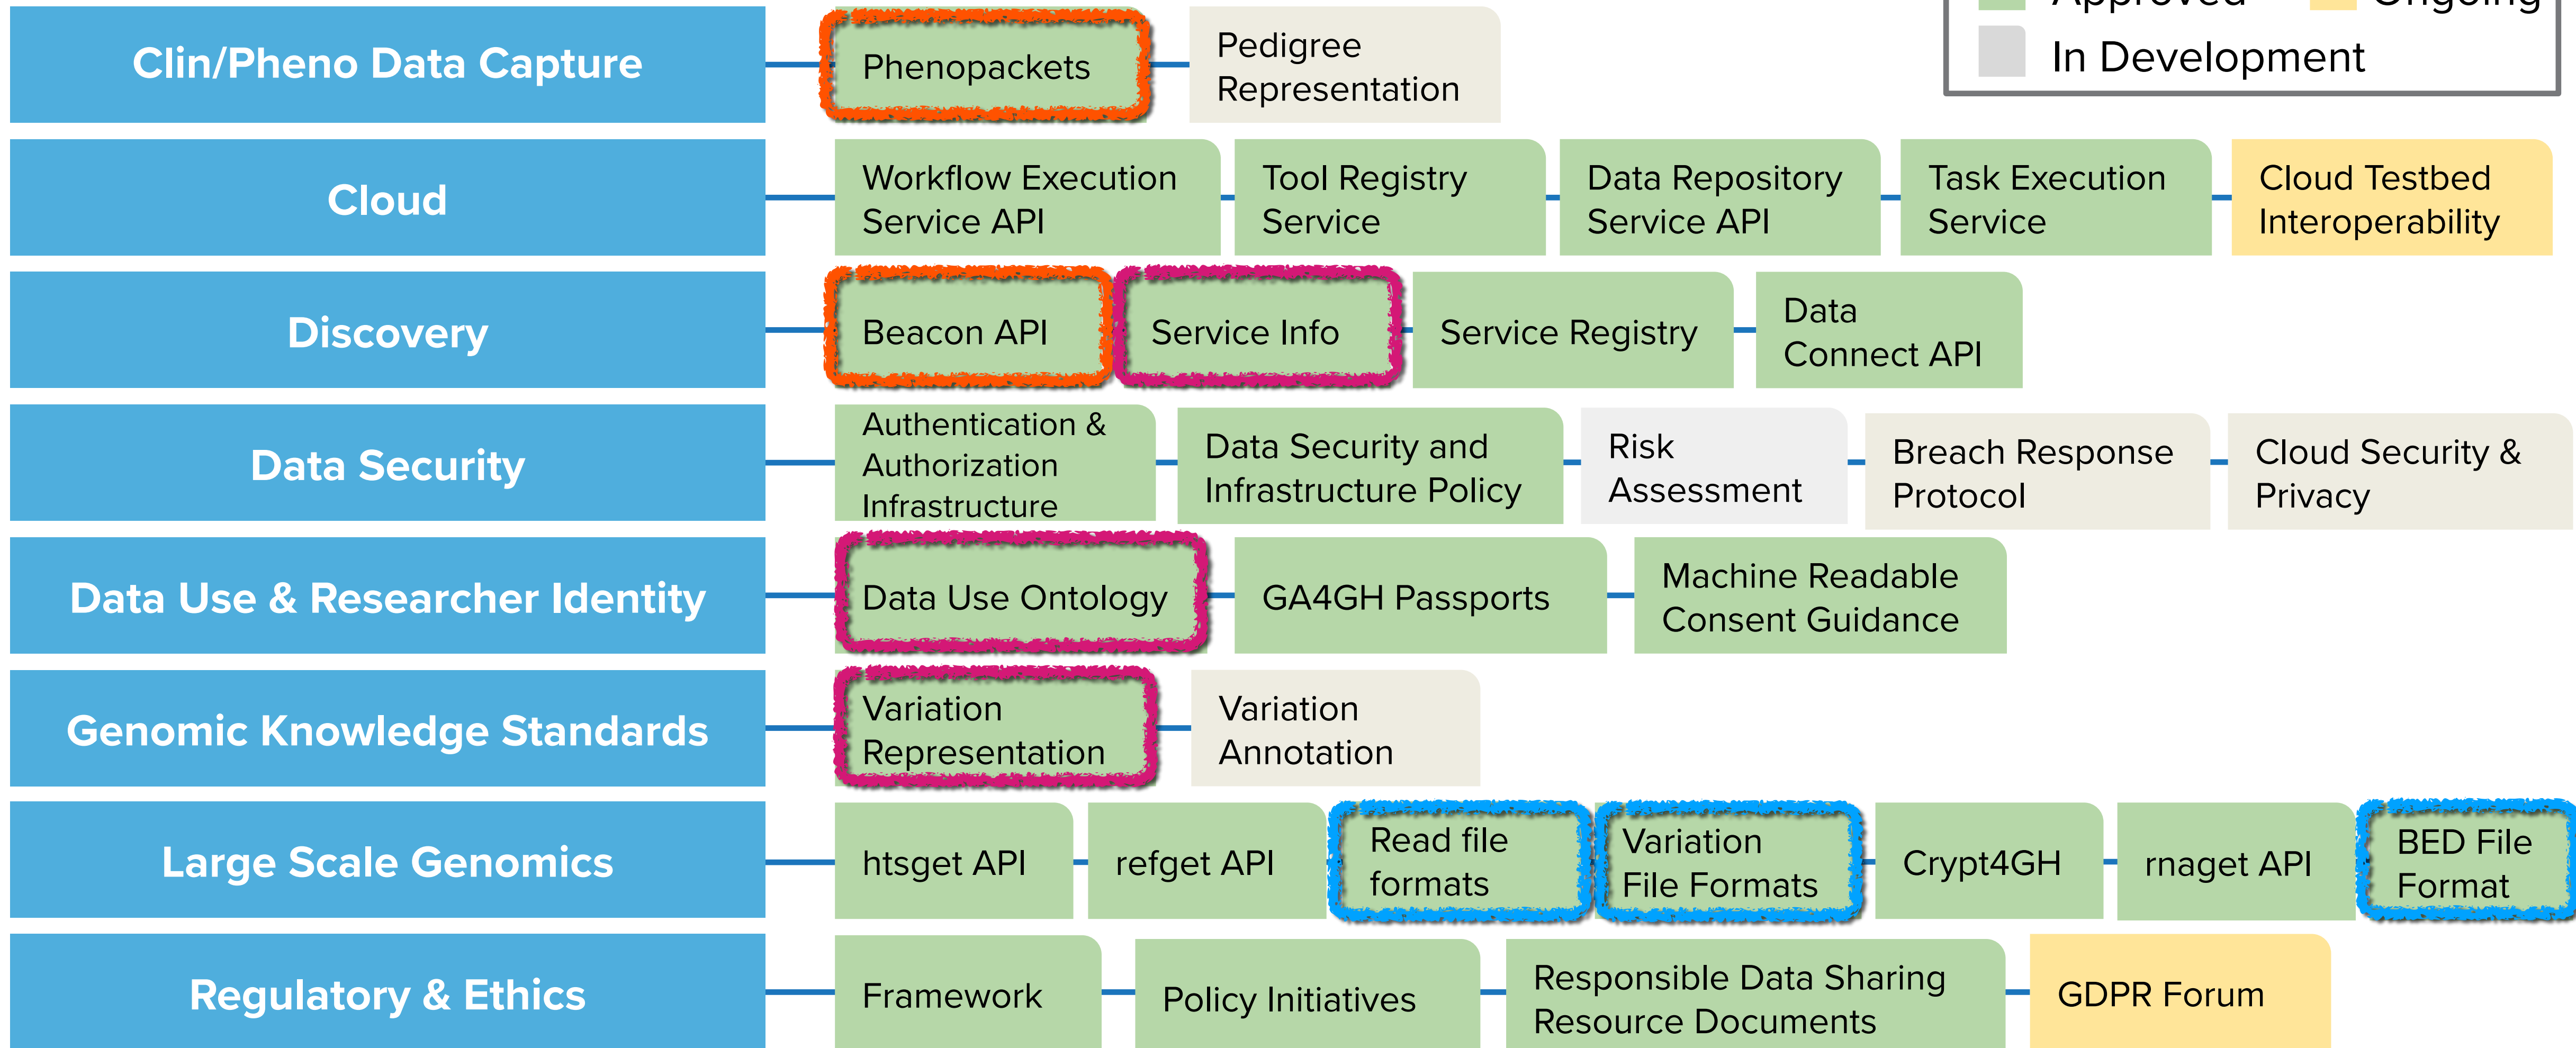 Approved Ongoing
In Development
Clin/Pheno Data Capture
Phenopackets
Pedigree
Representation
Cloud
Workflow Execution
Service API
Tool Registry
Service
Data Repository
Service API
Task Execution
Service
Cloud Testbed
Interoperability
Discovery
Beacon API
Service Info
Service Registry
Data
Connect API
Data Security
Authentication &
Authorization
Infrastructure
Data Security and
Infrastructure Policy
Risk
Assessment
Breach Response
Protocol
Cloud Security &
Privacy
Data Use & Researcher Identity
Data Use Ontology
GA4GH Passports
Machine Readable
Consent Guidance
Genomic Knowledge Standards
Variation
Representation
Variation
Annotation
Large Scale Genomics
htsget API
refget API
Read file
formats
Variation
File Formats
Crypt4GH
rnaget API
BED File
Format
Regulatory & Ethics
Framework
Policy Initiatives
Responsible Data Sharing
Resource Documents
GDPR Forum